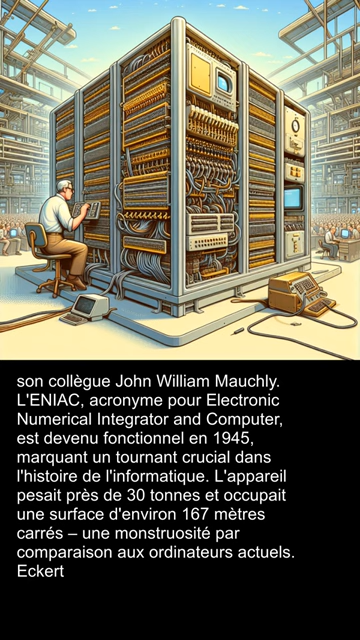 son collègue John William Mauchly.
L'ENIAC, acronyme pour Electronic
Numerical Integrator and Computer,
est devenu fonctionnel en 1945,
marquant un tournant crucial dans
l'histoire de l'informatique. L'appareil
pesait près de 30 tonnes et occupait
une surface d'environ 167 mètres
carrés – une monstruosité par
comparaison aux ordinateurs actuels.
Eckert